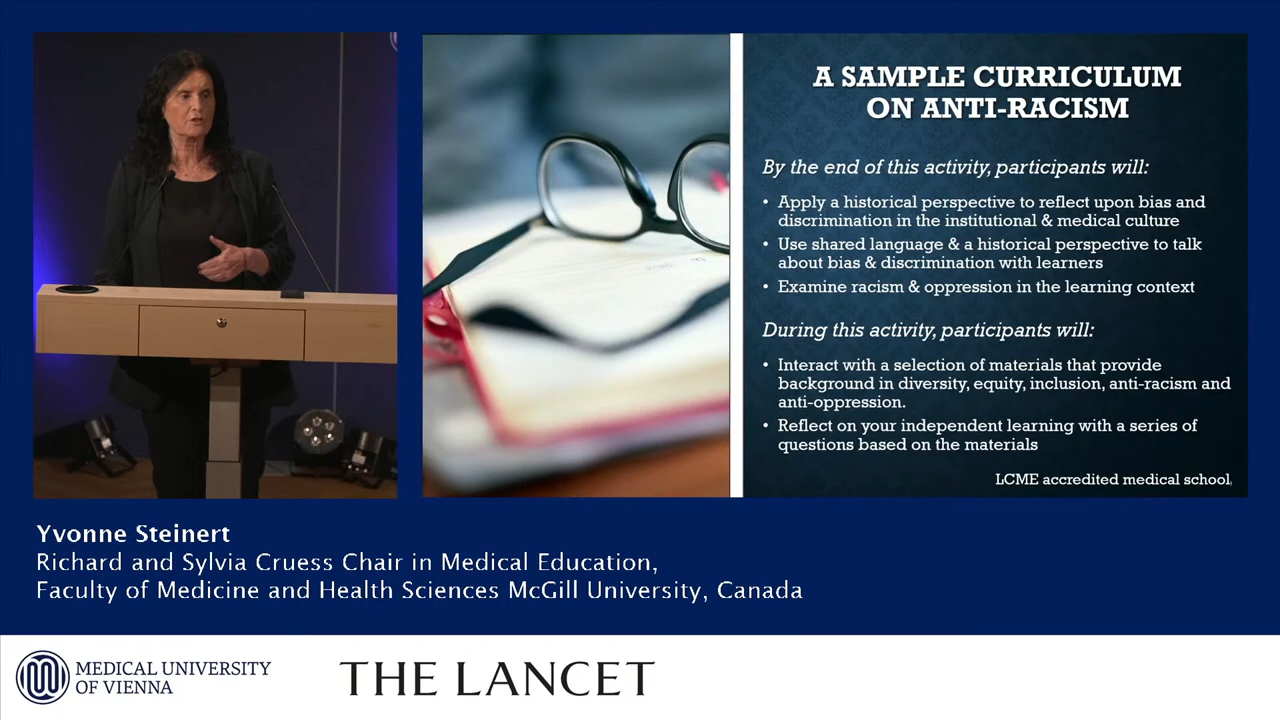 A SAMPLE CURRICULUM
ON ANTI-RACISM
By the end of this activity, participants will:
• Apply a historical perspective to reflect upon bias and
discrimination in the institutional & medical culture
• Use shared language & a historical perspective to talk
about bias & discrimination with learners
• Examine racism & oppression in the learning context
During this activity, participants will:
• Interact with a selection of materials that provide
background in diversity, equity, inclusion, anti-racism and
anti-oppression.
• Reflect on your independent learning with a series of
questions based on the materials
LCME accredited medical school
Yvonne Steinert
Richard and Sylvia Cruess Chair in Medical Education,
Faculty of Medicine and Health Sciences McGill University, Canada
MEDICAL UNIVERSITY
OF VIENNA
THE LANCET